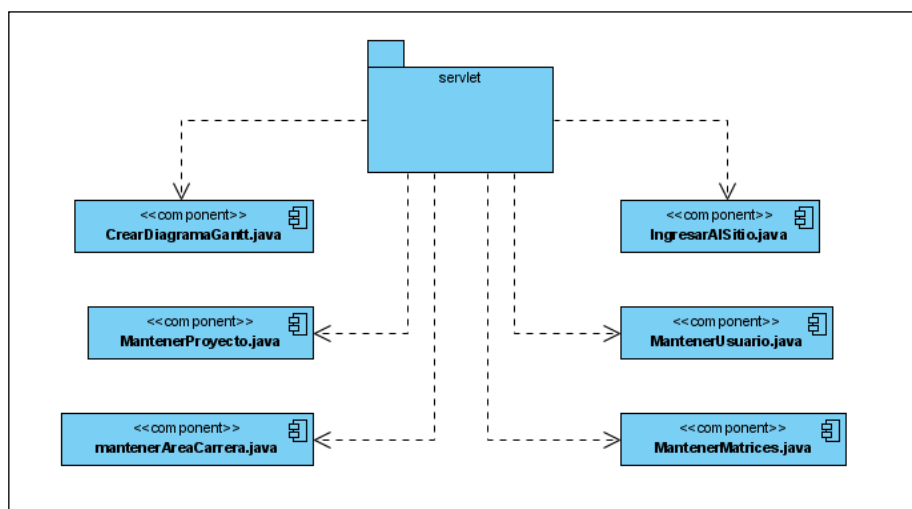 servlet
<<component>>
CrearDiagramaGantt.java
<<component>>
IngresarAlSitio.java
<<component>>
MantenerProyecto.java
<<component>>
MantenerUsuario.java
<<component>>
mantenerAreaCarrera.java
<<component>>
MantenerMatrices.java